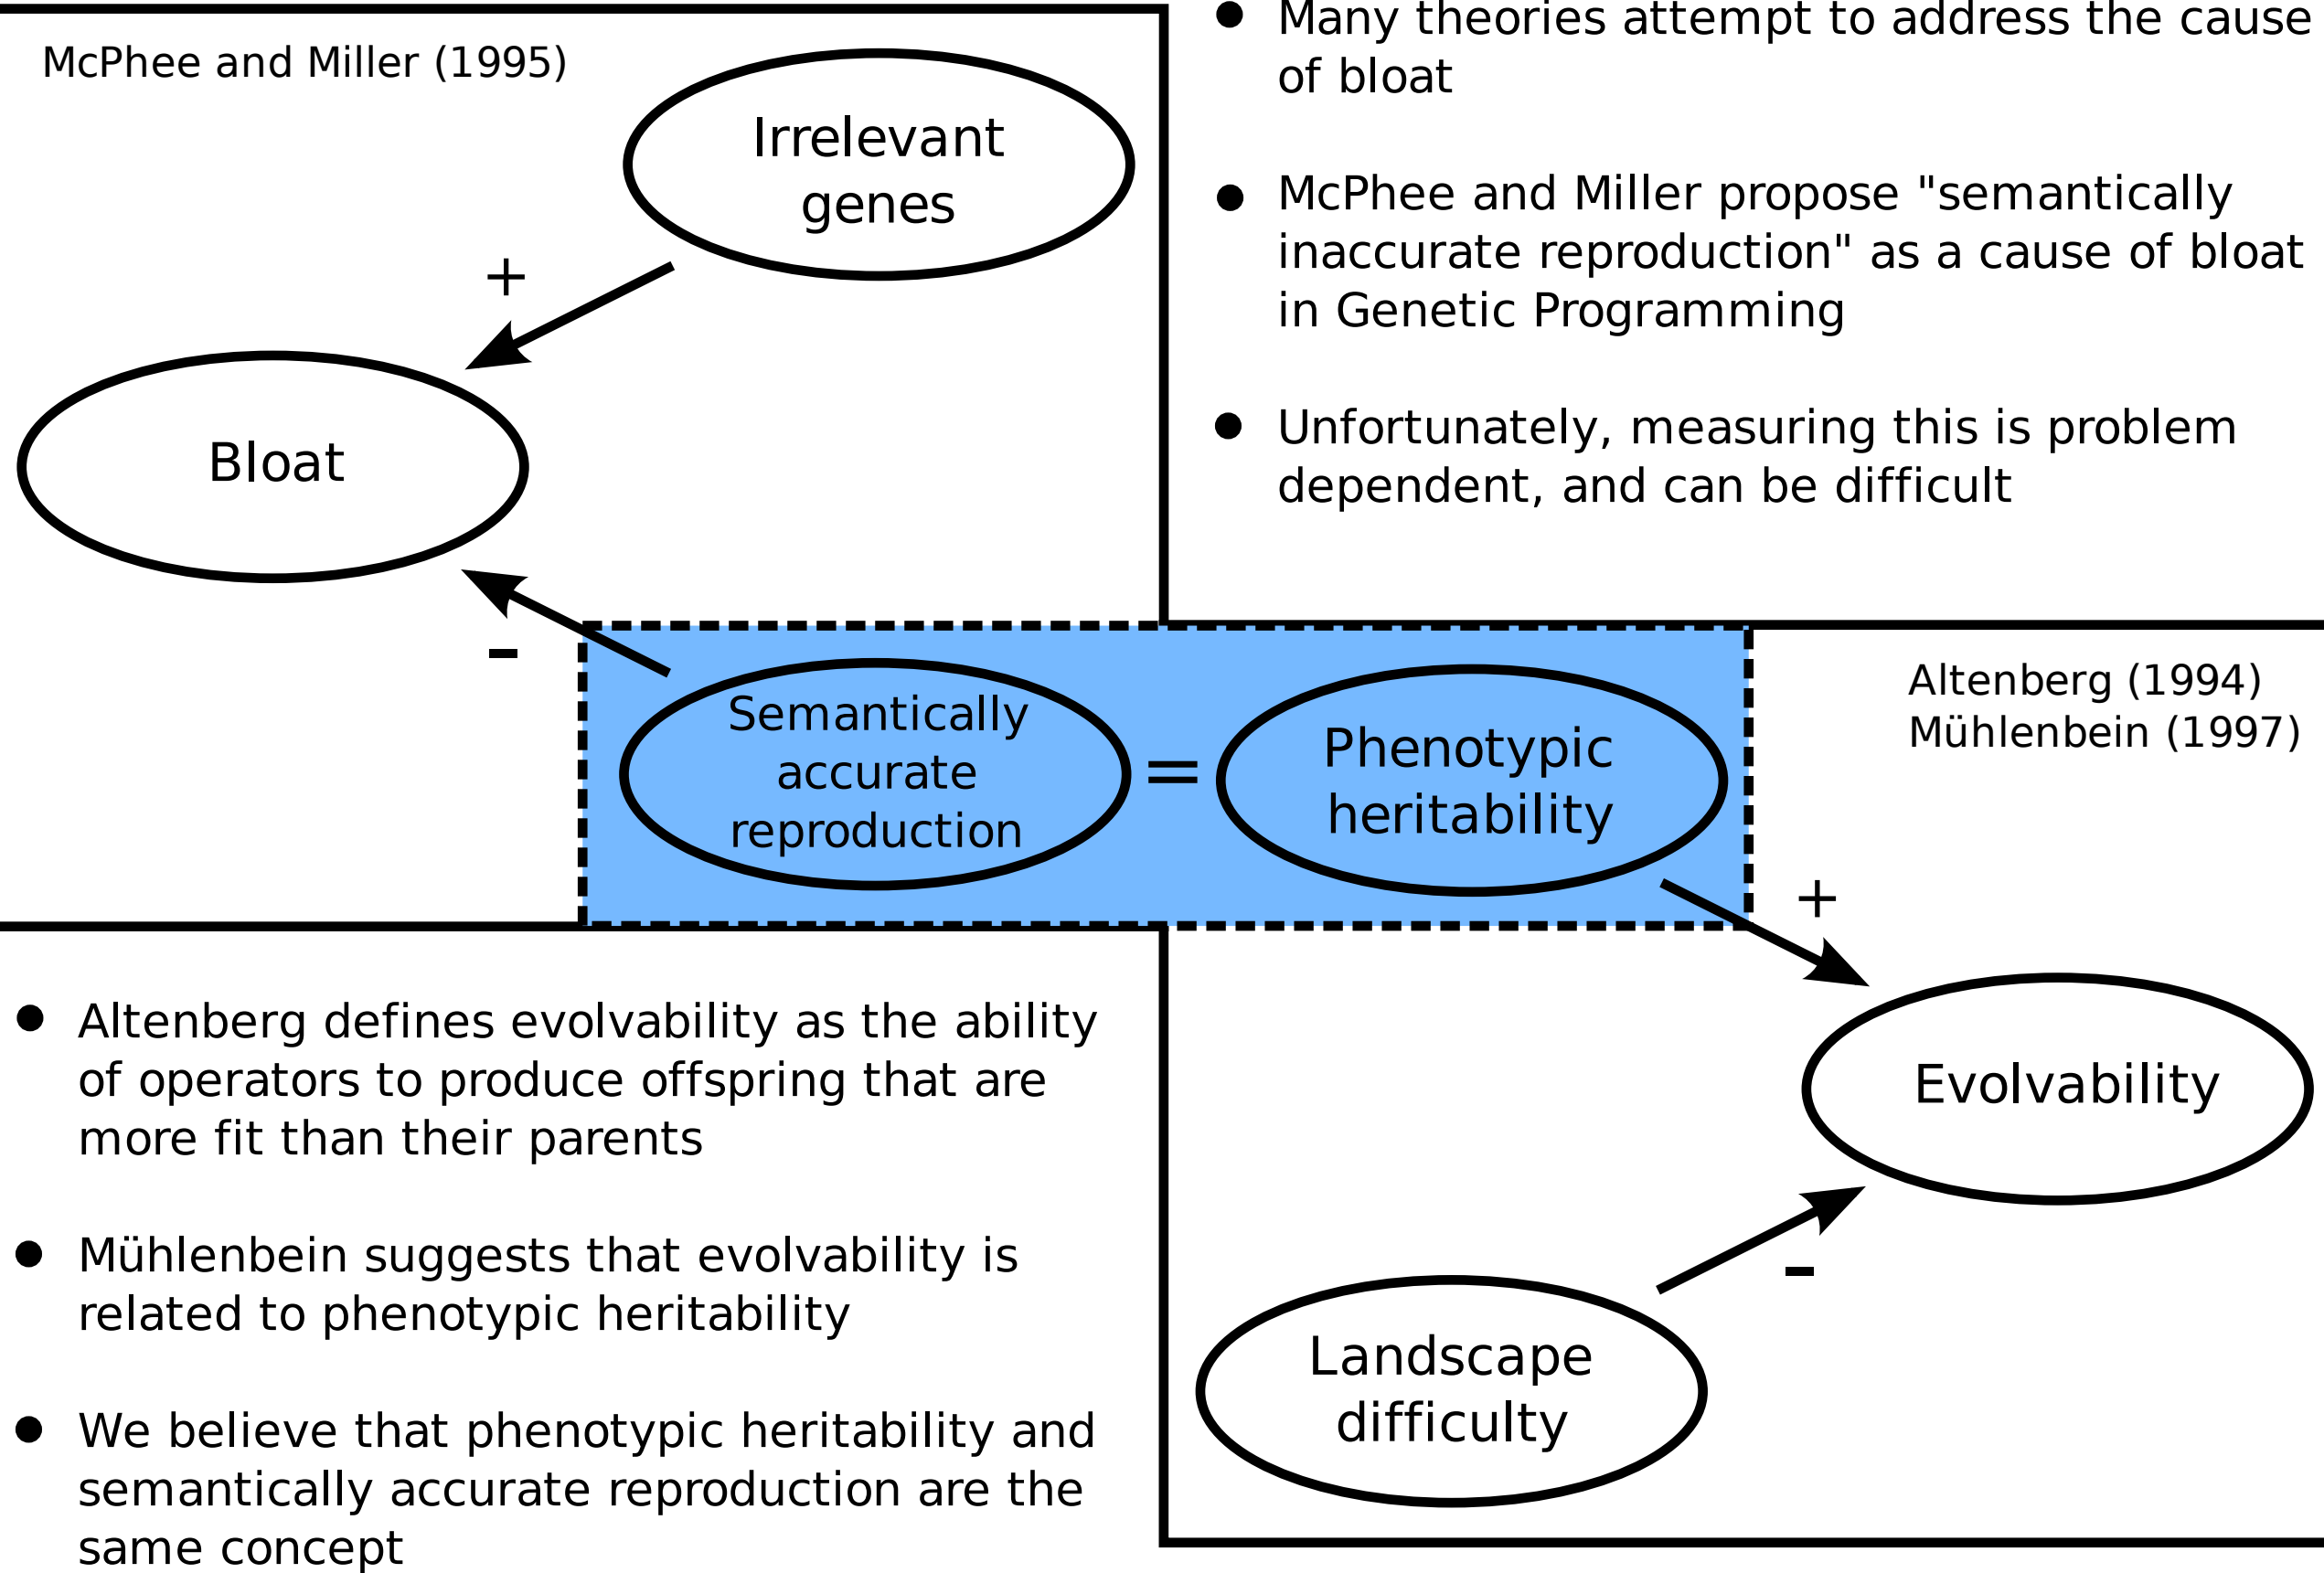 McPhee and Miller (1995)
Irrelevant
genes
+
Bloat
-
Many theories attempt to address the cause
of bloat
McPhee and Miller propose "semantically
inaccurate reproduction" as a cause of bloat
in Genetic Programming
Unfortunately, measuring this is problem
dependent, and can be difficult
Semantically
accurate
reproduction
=
Phenotypic
heritability
Altenberg (1994)
Mühlenbein (1997)
+
Evolvability
-
Landscape
difficulty
Altenberg defines evolvability as the ability
of operators to produce offspring that are
more fit than their parents
Mühlenbein suggests that evolvability is
related to phenotypic heritability
We believe that phenotypic heritability and
semantically accurate reproduction are the
same concept